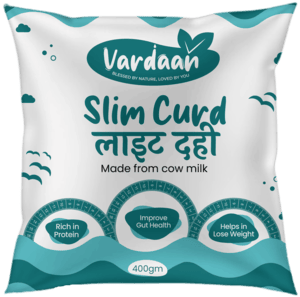 Vardaan
BLESSED BY NATURE, LOVED BY YOU
Slim Curd
लाइट दही
Made from cow milk
Rich in
Protein
Improve
Gut Health
Helps in
Lose Weight
400gm